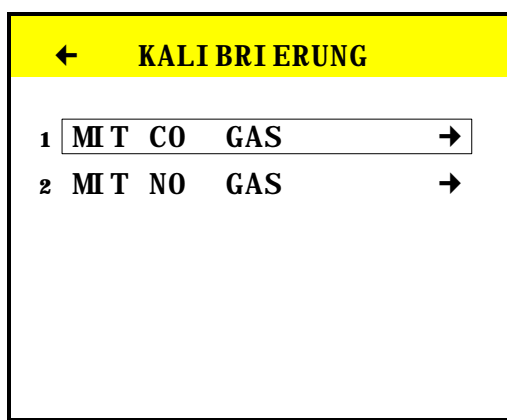 ← KALIBRIERUNG
1 MIT CO GAS →
2 MIT NO GAS →